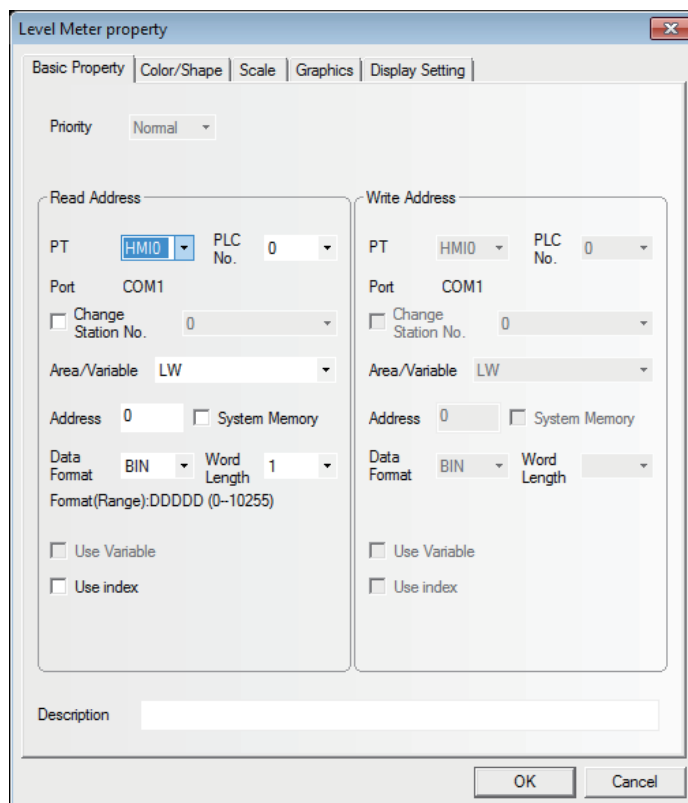 Level Meter property
Basic Property Color/Shape Scale Graphics Display Setting
Priority Normal
Read Address
PT HMI0 PLC No. 0
Port COM1
Change Station No. 0
Area/Variable LW
Address 0 System Memory
Data Format BIN Word Length 1
Format(Range):DDDDD (0--10255)
Use Variable
Use index
Write Address
PT HMI0 PLC No. 0
Port COM1
Change Station No. 0
Area/Variable LW
Address 0 System Memory
Data Format BIN Word Length
Use Variable
Use index
Description
OK Cancel